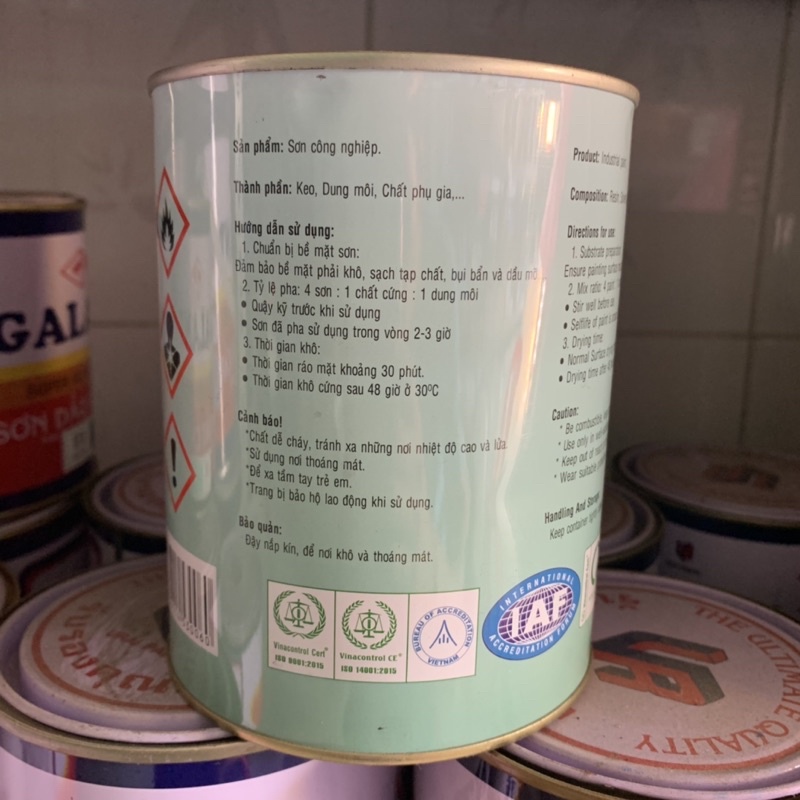 Sản phẩm: Sơn công nghiệp.
Thành phần: Keo, Dung môi, Chất phụ gia,...
Hướng dẫn sử dụng:
1. Chuẩn bị bề mặt sơn:
Đảm bảo bề mặt phải khô, sạch tạp chất, bụi bẩn và dầu mỡ...
2. Tỷ lệ pha: 4 sơn : 1 chất cứng : 1 dung môi
• Quậy kỹ trước khi sử dụng
• Sơn đã pha sử dụng trong vòng 2-3 giờ
3. Thời gian khô:
• Thời gian ráo mặt khoảng 30 phút.
• Thời gian khô cứng sau 48 giờ ở 30ºC
Cảnh báo!
*Chất dễ cháy, tránh xa những nơi nhiệt độ cao và lửa.
*Sử dụng nơi thoáng mát.
*Để xa tầm tay trẻ em.
*Trang bị bảo hộ lao động khi sử dụng.
Bảo quản:
Đậy nắp kín, để nơi khô và thoáng mát.
Vinacontrol Cert®
ISO 9001:2015
Vinacontrol CE®
ISO 14001:2015
BUREAU OF ACCREDITATION
VIETNAM
INTERNATIONAL
IAF
ACCREDITATION FORUM
Product: Industrial
Composition: Resin,
Directions for use
1. Substrate
Ensure painting
2. Mix ratio: 4
• Stir well before
•
3. Drying time
• Normal Surface
• Drying time
Caution:
* Be
* Use only in
* Keep out of
* Wear suitable
Handling And
Keep container
GAL
SƠN
THE ULTIMATE QUALITY